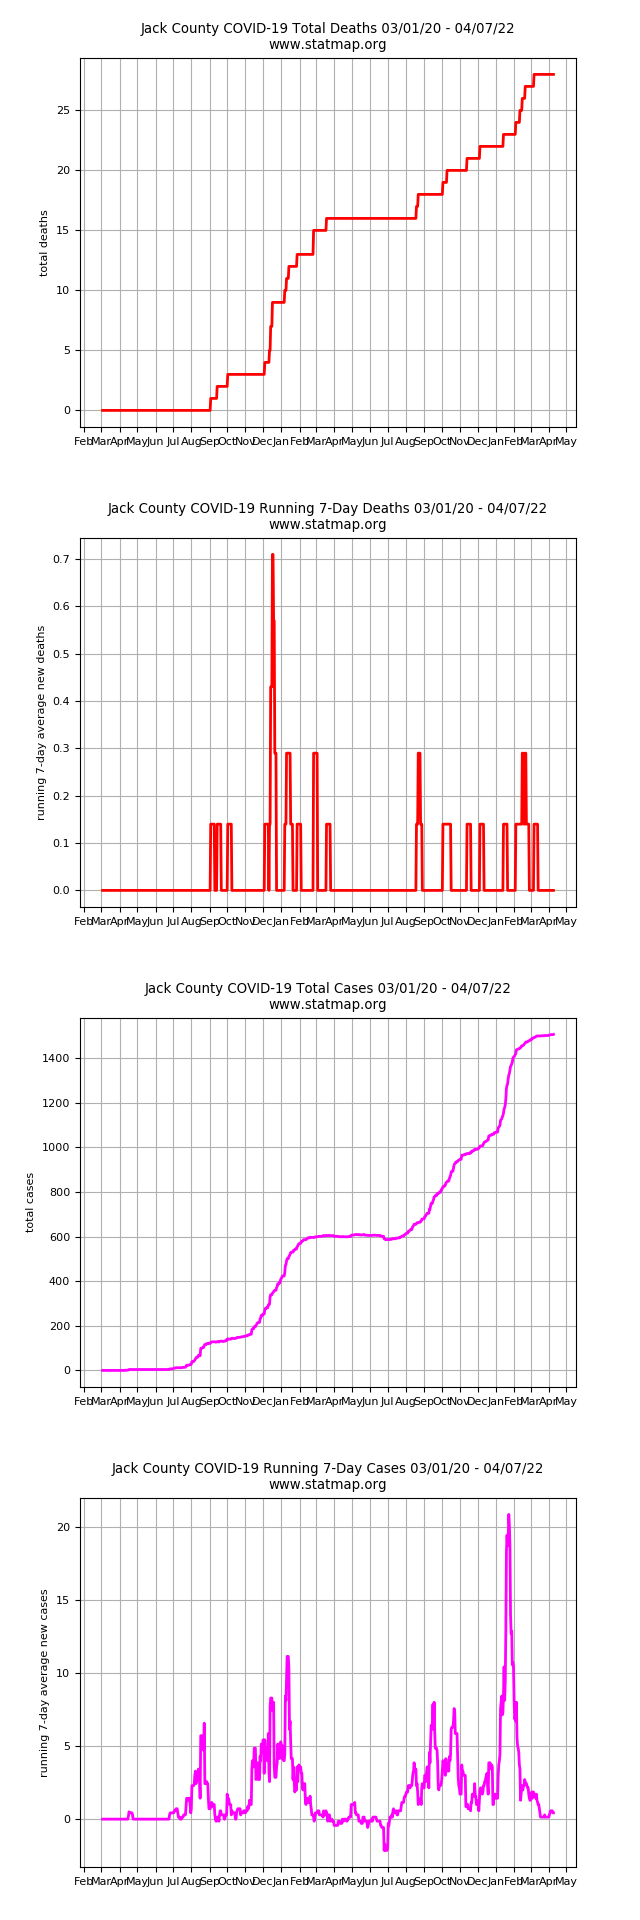 Jack County COVID-19 Total Deaths 03/01/20 - 04/07/22
www.statmap.org
25
20
15
10
5
0
total deaths
Feb Mar Apr May Jun Jul Aug Sep Oct Nov Dec Jan Feb Mar Apr May Jun Jul Aug Sep Oct Nov Dec Jan Feb Mar Apr May
Jack County COVID-19 Running 7-Day Deaths 03/01/20 - 04/07/22
www.statmap.org
0.7
0.6
0.5
0.4
0.3
0.2
0.1
0.0
running 7-day average new deaths
Feb Mar Apr May Jun Jul Aug Sep Oct Nov Dec Jan Feb Mar Apr May Jun Jul Aug Sep Oct Nov Dec Jan Feb Mar Apr May
Jack County COVID-19 Total Cases 03/01/20 - 04/07/22
www.statmap.org
1400
1200
1000
800
600
400
200
0
total cases
Feb Mar Apr May Jun Jul Aug Sep Oct Nov Dec Jan Feb Mar Apr May Jun Jul Aug Sep Oct Nov Dec Jan Feb Mar Apr May
Jack County COVID-19 Running 7-Day Cases 03/01/20 - 04/07/22
www.statmap.org
20
15
10
5
0
running 7-day average new cases
Feb Mar Apr May Jun Jul Aug Sep Oct Nov Dec Jan Feb Mar Apr May Jun Jul Aug Sep Oct Nov Dec Jan Feb Mar Apr May